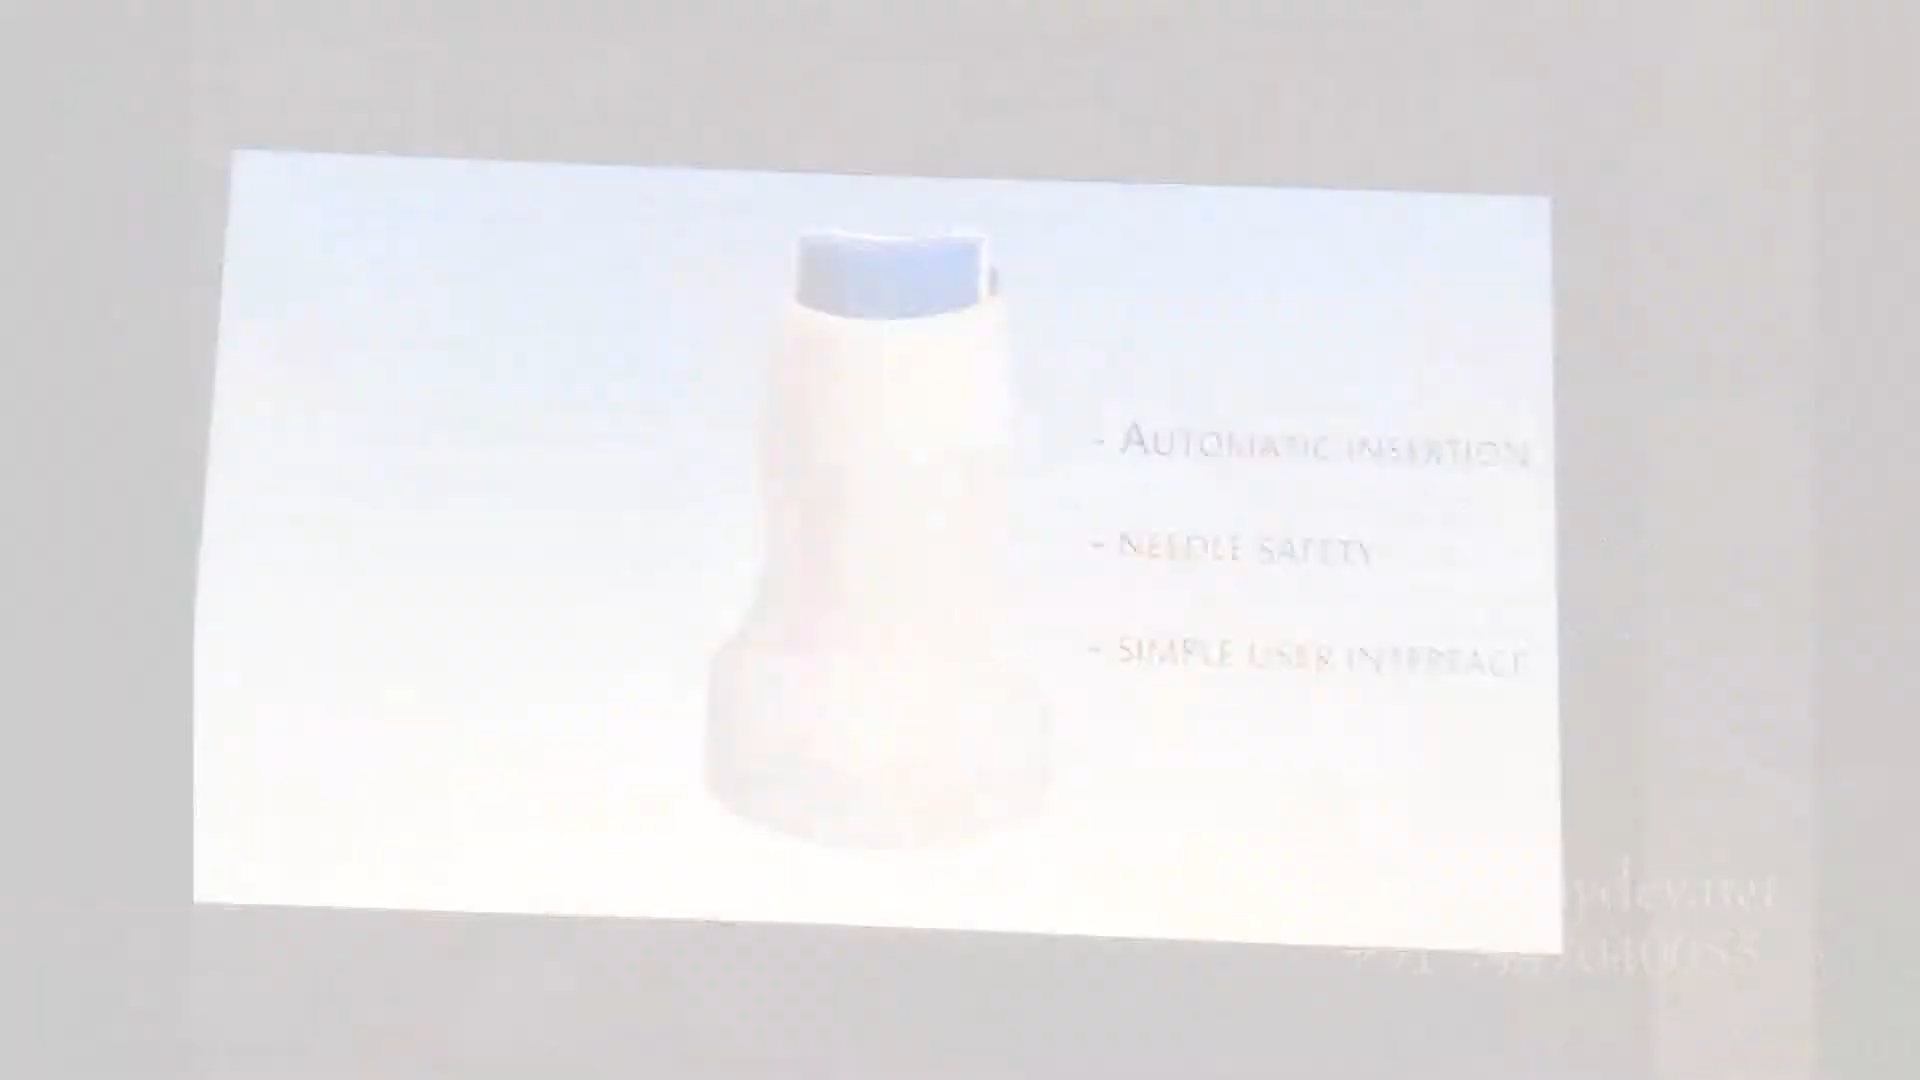 - AUTOMATIC INSERTION
- NEEDLE SAFETY
- SIMPLE USER INTERFACE